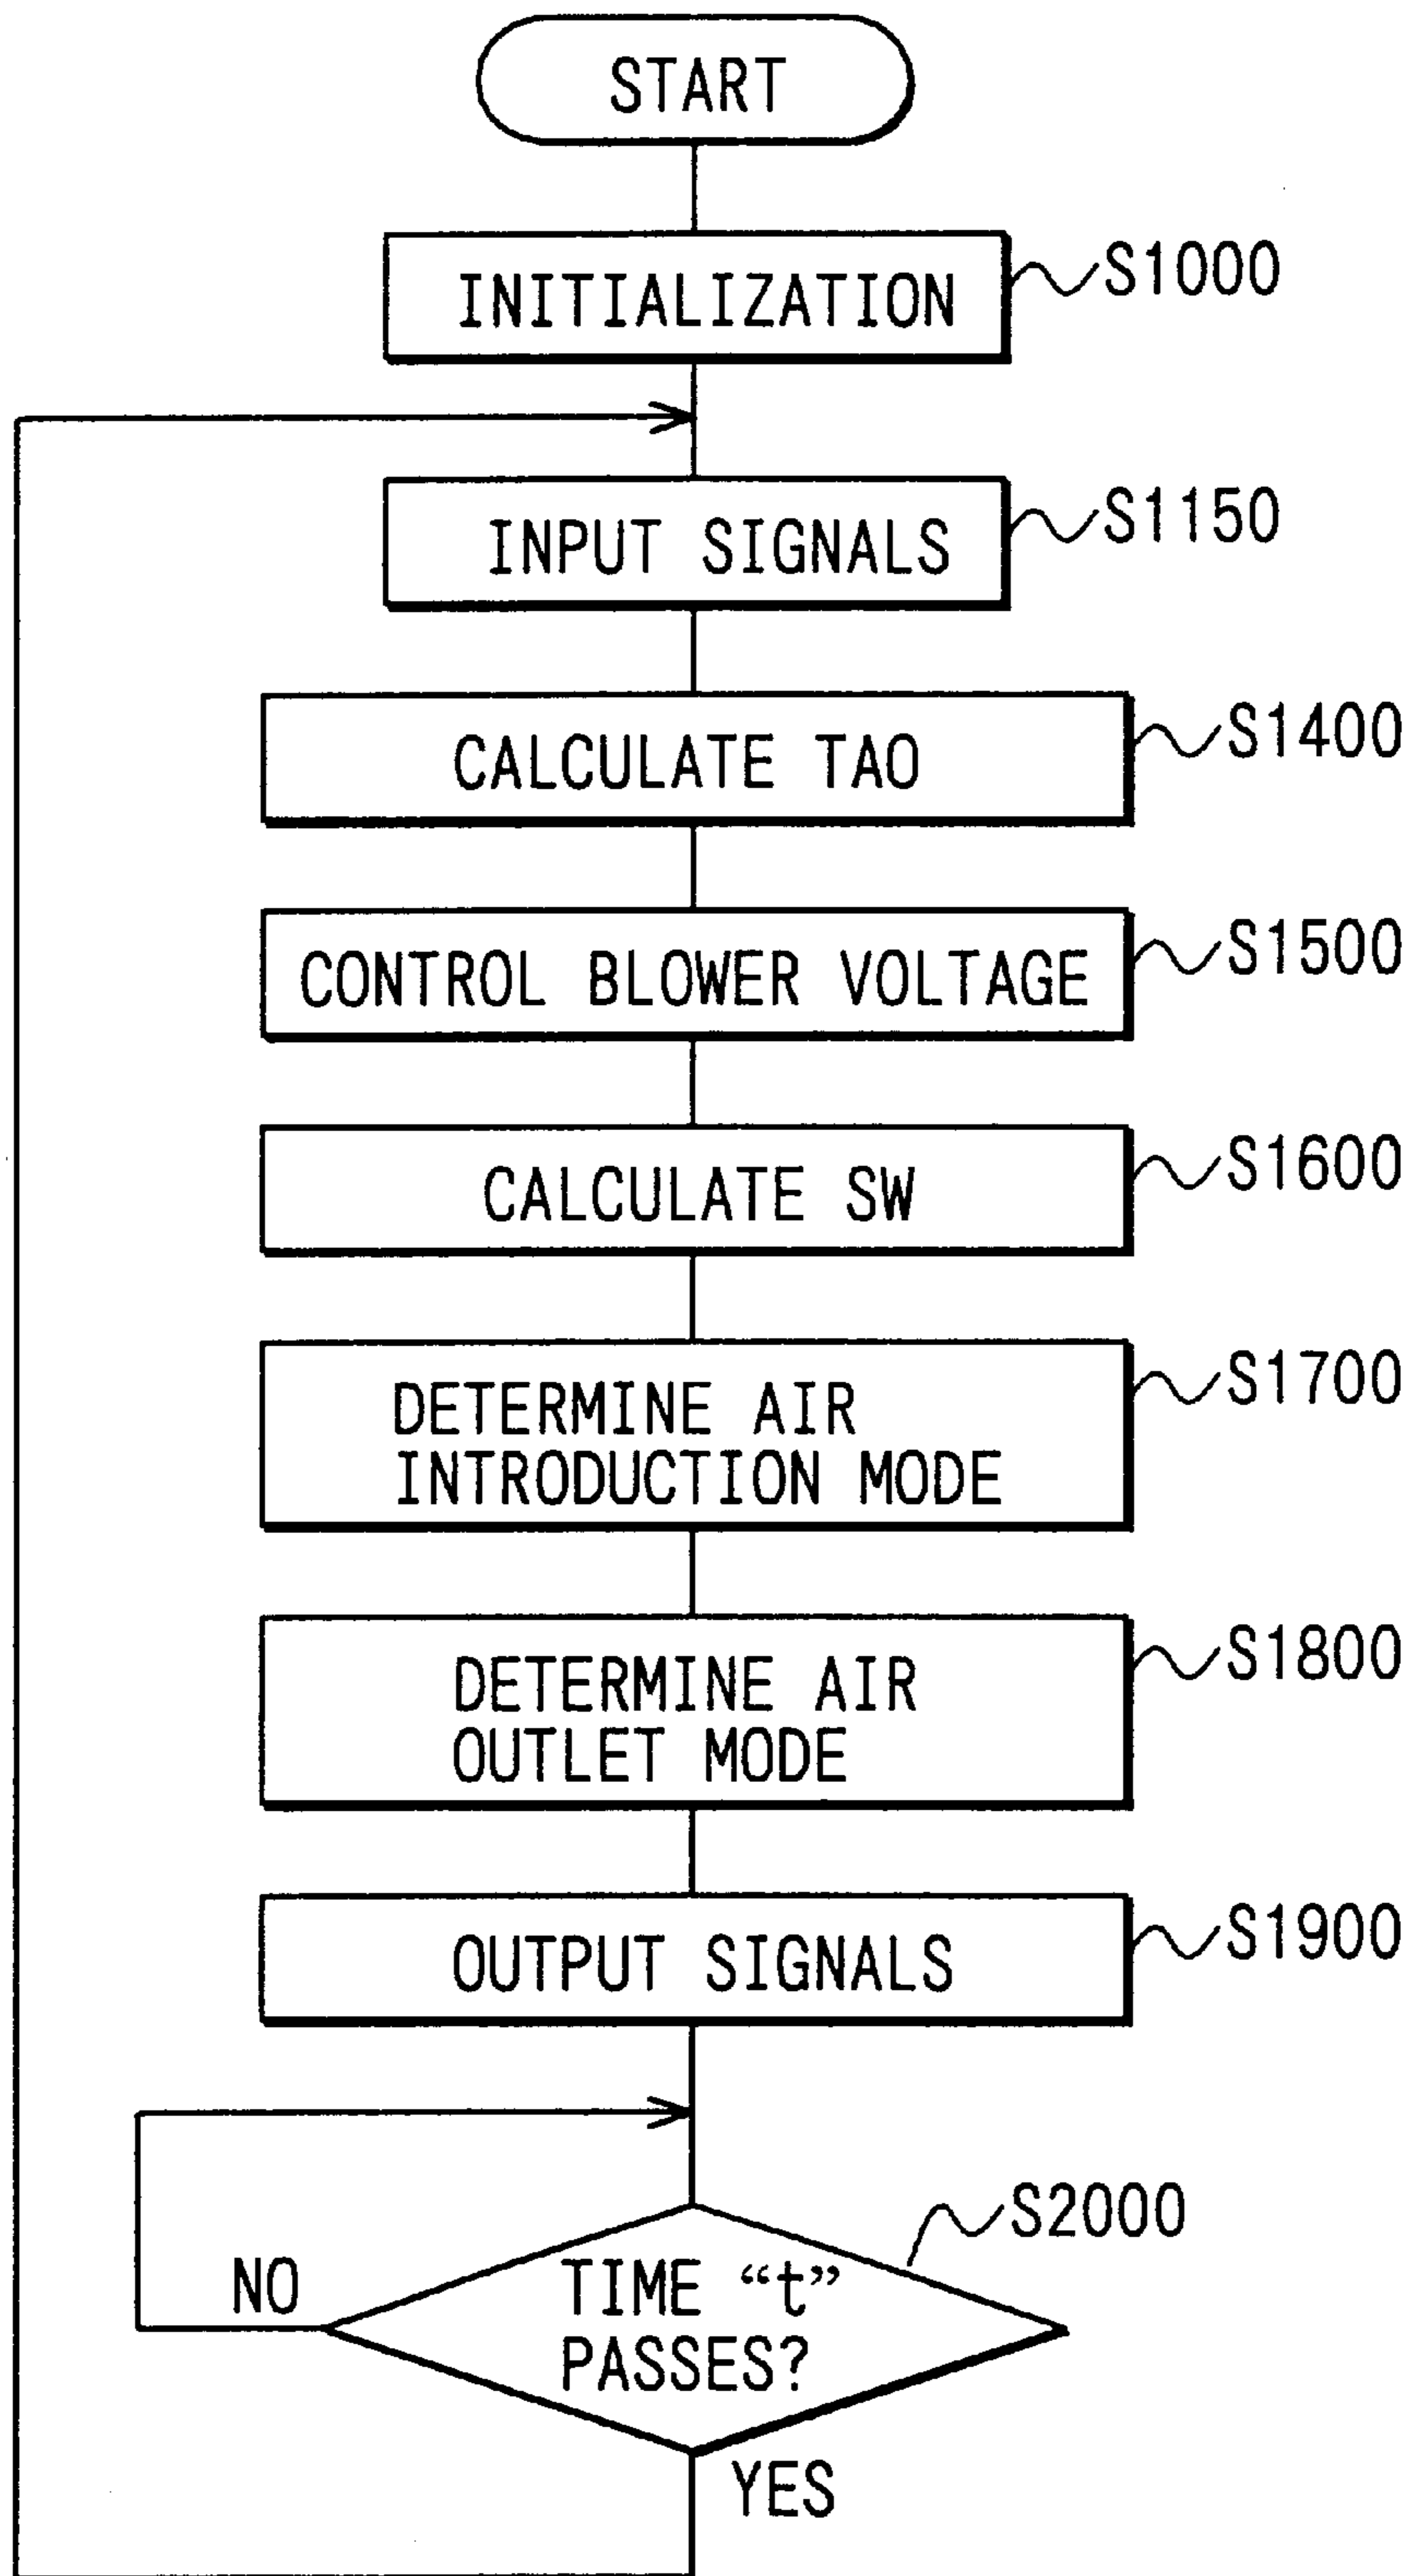 START
INITIALIZATION
S1000
INPUT SIGNALS
S1150
CALCULATE TAO
S1400
CONTROL BLOWER VOLTAGE
S1500
CALCULATE SW
S1600
DETERMINE AIR
INTRODUCTION MODE
S1700
DETERMINE AIR
OUTLET MODE
S1800
OUTPUT SIGNALS
S1900
S2000
NO
TIME “t”
PASSES?
YES